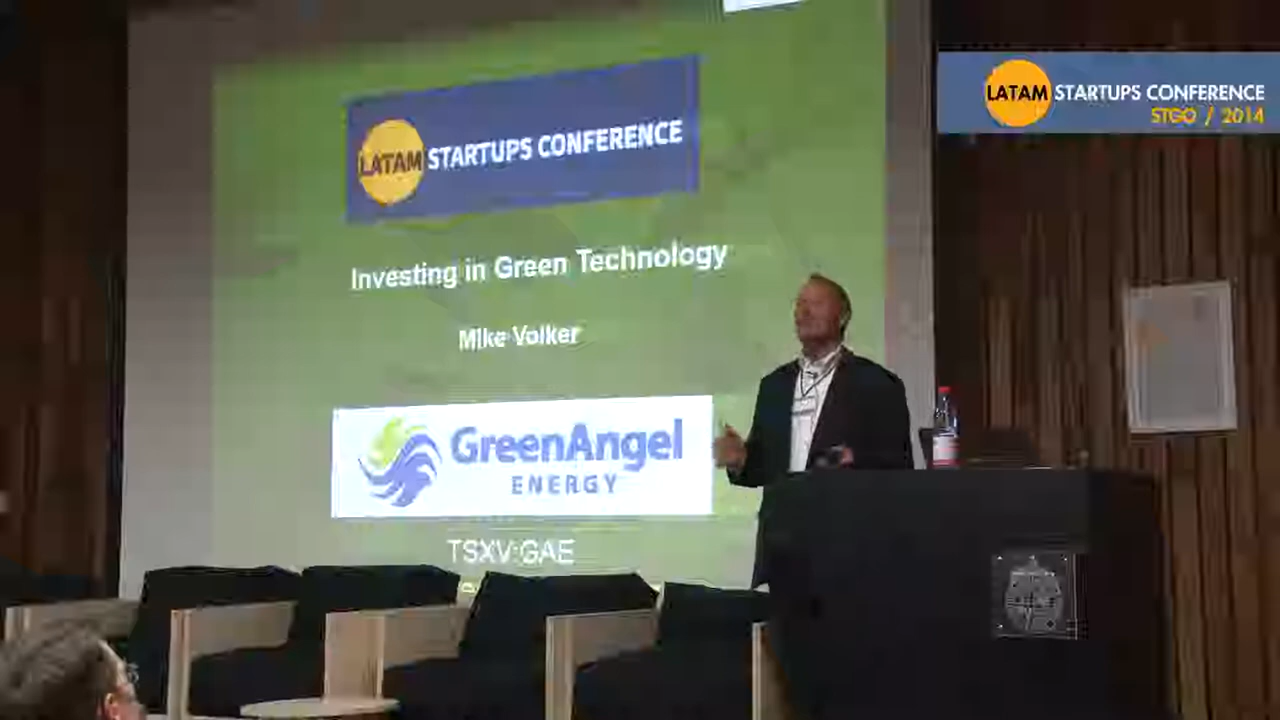 LATAM STARTUPS CONFERENCE
Investing in Green Technology
Mike Volker
GreenAngel
ENERGY
TSXV:GAE
LATAM STARTUPS CONFERENCE
STGO / 2014